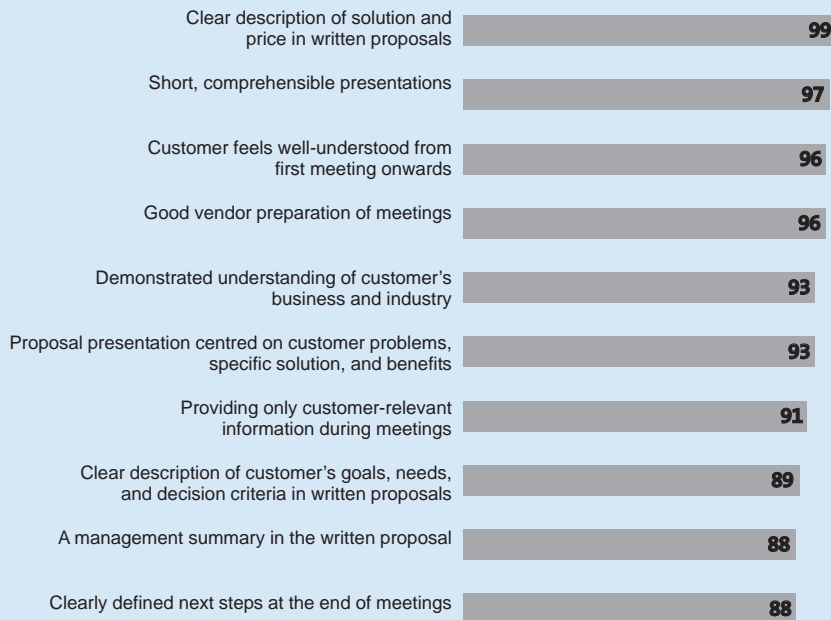 Clear description of solution and
price in written proposals
99
Short, comprehensible presentations
97
Customer feels well-understood from
first meeting onwards
96
Good vendor preparation of meetings
96
Demonstrated understanding of customer's
business and industry
93
Proposal presentation centred on customer problems,
specific solution, and benefits
93
Providing only customer-relevant
information during meetings
91
Clear description of customer's goals, needs,
and decision criteria in written proposals
89
A management summary in the written proposal
88
Clearly defined next steps at the end of meetings
88